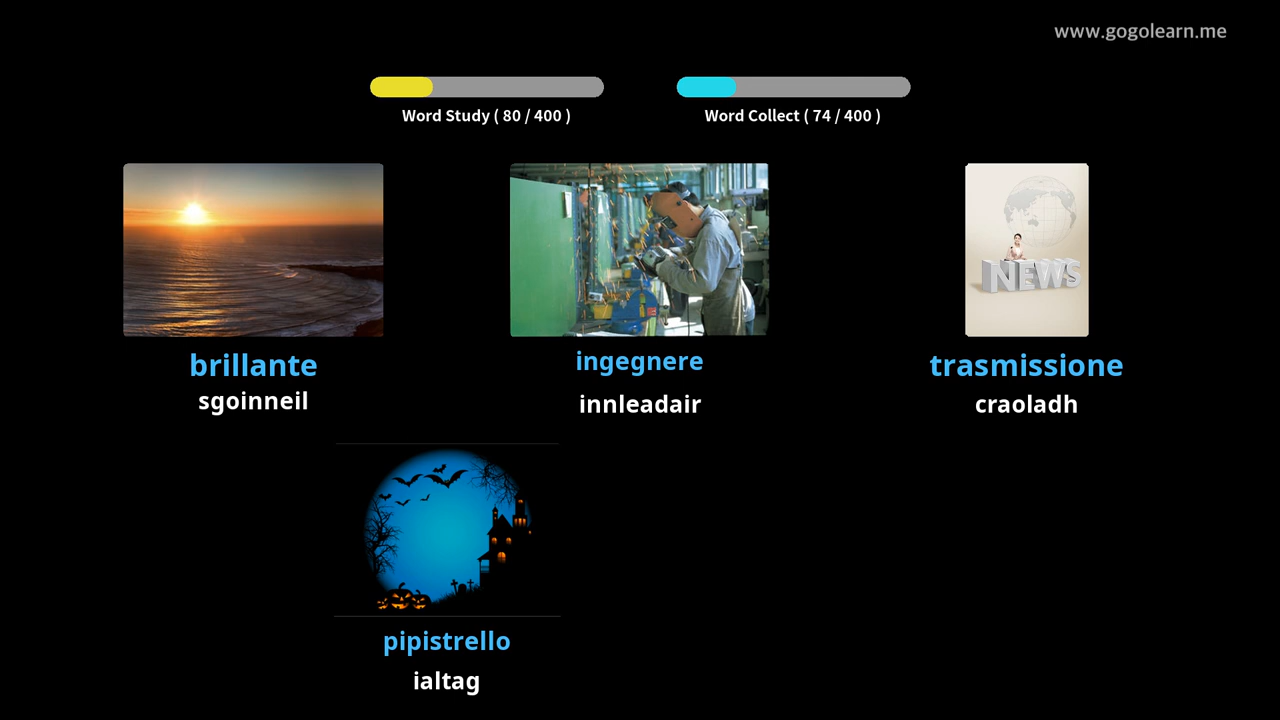 www.gogolearn.me
Word Study ( 80 / 400 )
Word Collect ( 74 / 400 )
NEWS
brillante
sgoinneil
ingegnere
innleadair
trasmissione
craoladh
pipistrello
ialtag